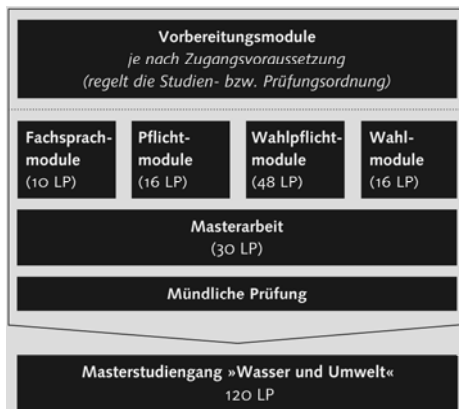 Vorbereitungsmodule
je nach Zugangsvoraussetzung
(regelt die Studien- bzw. Prüfungsordnung)
Fachsprach-
module
(10 LP)
Pflicht-
module
(16 LP)
Wahlpflicht-
module
(48 LP)
Wahl-
module
(16 LP)
Masterarbeit
(30 LP)
Mündliche Prüfung
Masterstudiengang »Wasser und Umwelt«
120 LP